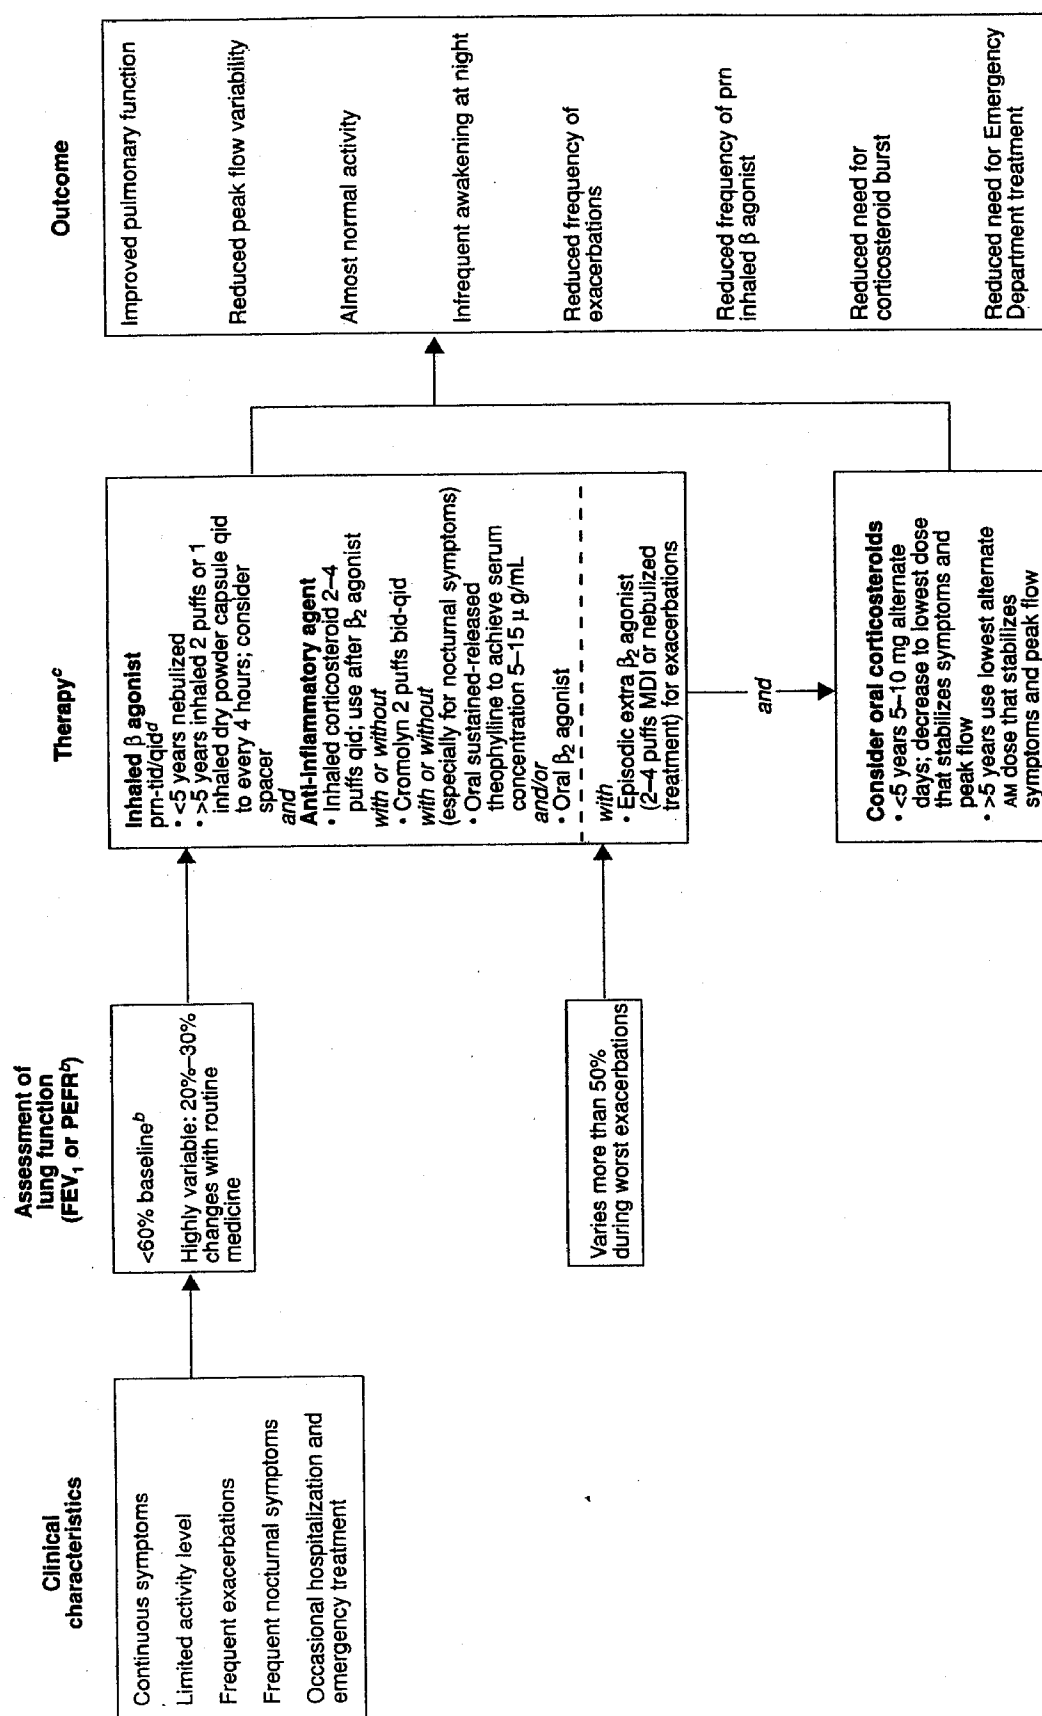 Clinical
characteristics
Continuous symptoms
Limited activity level
Frequent exacerbations
Frequent nocturnal symptoms
Occasional hospitalization and
emergency treatment
Assessment of
lung function
(FEV₁ or PEFRᵇ)
<60% baselineᵇ
Highly variable: 20%–30%
changes with routine
medicine
Varies more than 50%
during worst exacerbations
Therapyᶜ
Inhaled β agonist
prn-tid/qidᵈ
• <5 years nebulized
• >5 years inhaled 2 puffs or 1
inhaled dry powder capsule qid
to every 4 hours; consider
spacer
and
Anti-inflammatory agent
• Inhaled corticosteroid 2–4
puffs qid; use after β₂ agonist
with or without
• Cromolyn 2 puffs bid-qid
with or without
(especially for nocturnal symptoms)
• Oral sustained-released
theophylline to achieve serum
concentration 5–15 μg/mL
and/or
• Oral β₂ agonist
with
• Episodic extra β₂ agonist
(2–4 puffs MDI or nebulized
treatment) for exacerbations)
and
Consider oral corticosteroids
• <5 years 5–10 mg alternate
days; decrease to lowest dose
that stabilizes symptoms and
peak flow
• >5 years use lowest alternate
AM dose that stabilizes
symptoms and peak flow
Outcome
Improved pulmonary function
Reduced peak flow variability
Almost normal activity
Infrequent awakening at night
Reduced frequency of
exacerbations
Reduced frequency of prn
inhaled β agonist
Reduced need for
corticosteroid burst
Reduced need for Emergency
Department treatment